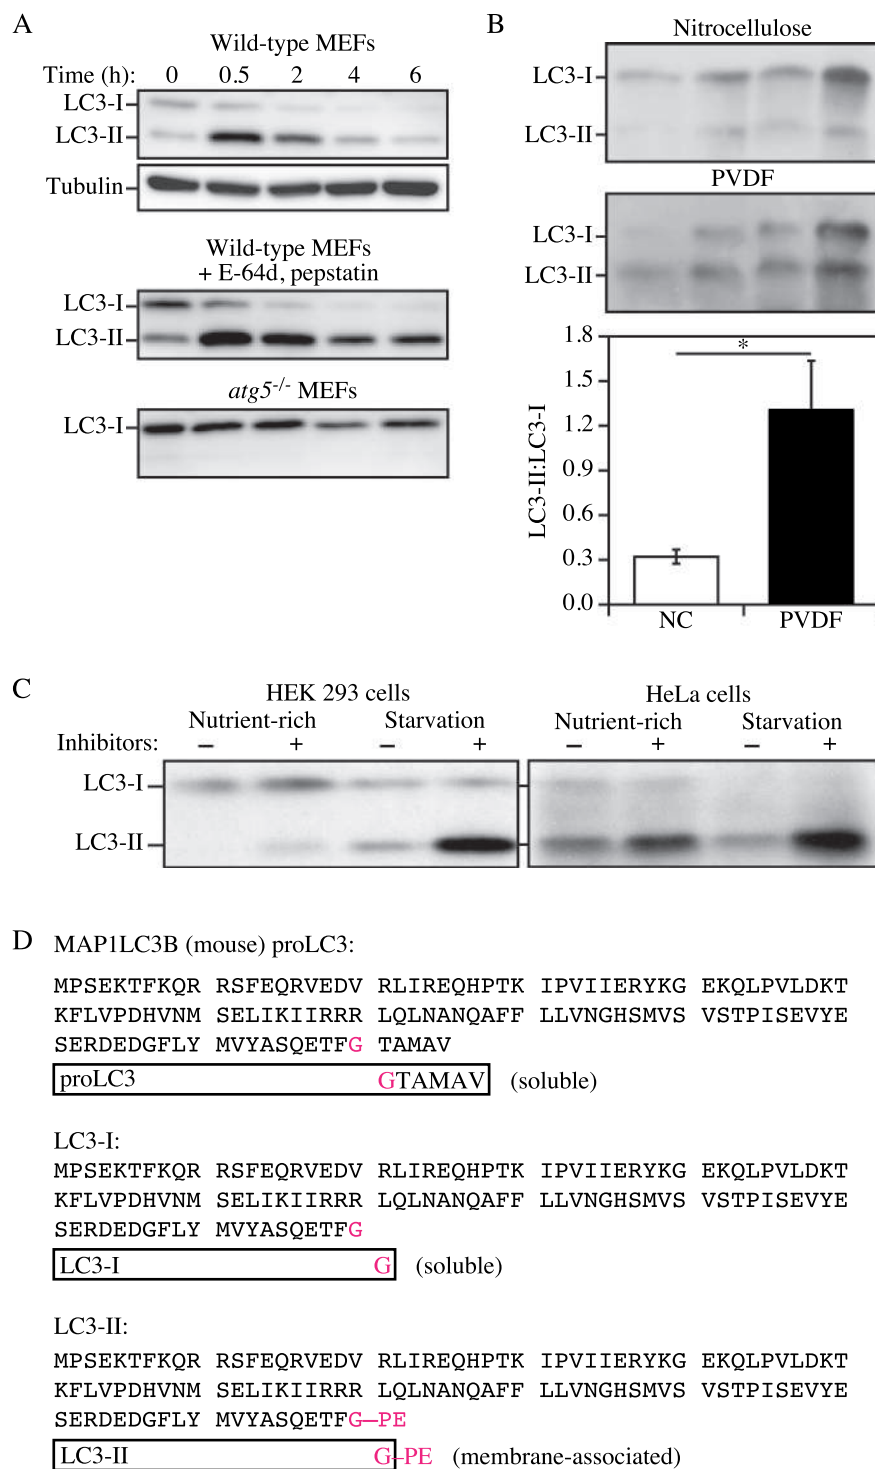 A
Wild-type MEFs
Time (h): 0 0.5 2 4 6
LC3-I
LC3-II
Tubulin
Wild-type MEFs
+ E-64d, pepstatin
LC3-I
LC3-II
atg5-/- MEFs
LC3-I
B
Nitrocellulose
LC3-I
LC3-II
PVDF
LC3-I
LC3-II
LC3-II:LC3-I
1.8
1.5
1.2
0.9
0.6
0.3
0.0
*
NC PVDF
C
HEK 293 cells HeLa cells
Nutrient-rich Starvation Nutrient-rich Starvation
Inhibitors: – + – + – + – +
LC3-I
LC3-II
D
MAP1LC3B (mouse) proLC3:
MPSEKTFKQR RSFEQRVEDV RLIREQHPTK IPVIIERYKG EKQLPVLDKT
KFLVPDHVNM SELIKIIRRR LQLNANQAFF LLVNGHSMVS VSTPISEVYE
SERDEDGFLY MVYASQETFG TAMAV
proLC3 GTAMAV (soluble)
LC3-I:
MPSEKTFKQR RSFEQRVEDV RLIREQHPTK IPVIIERYKG EKQLPVLDKT
KFLVPDHVNM SELIKIIRRR LQLNANQAFF LLVNGHSMVS VSTPISEVYE
SERDEDGFLY MVYASQETFG
LC3-I G (soluble)
LC3-II:
MPSEKTFKQR RSFEQRVEDV RLIREQHPTK IPVIIERYKG EKQLPVLDKT
KFLVPDHVNM SELIKIIRRR LQLNANQAFF LLVNGHSMVS VSTPISEVYE
SERDEDGFLY MVYASQETFG–PE
LC3-II G–PE (membrane-associated)